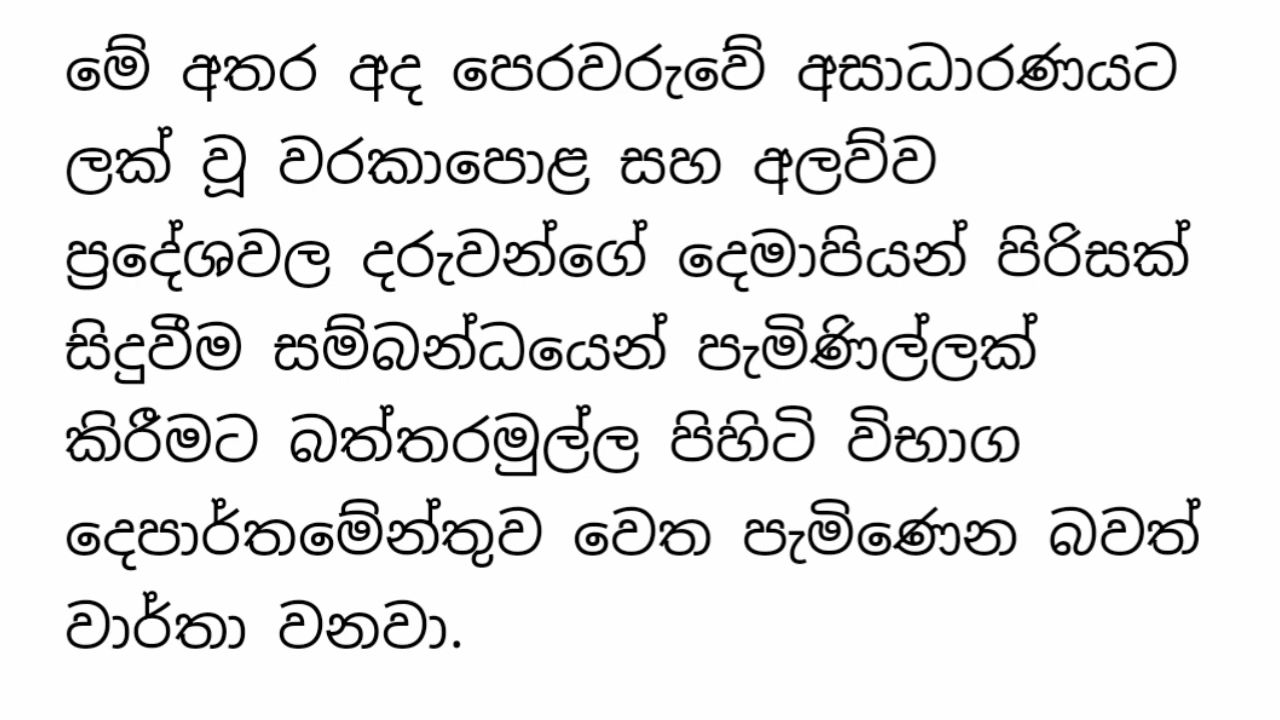 මේ අතර අද පෙරවරුවේ අසාධාරණයට
ලක් වූ වරකාපොළ සහ අලව්ව
ප්‍රදේශවල දරුවන්ගේ දෙමාපියන් පිරිසක්
සිදුවීම සම්බන්ධයෙන් පැමිණිල්ලක්
කිරීමට බත්තරමුල්ල පිහිටි විභාග
දෙපාර්තමේන්තුව වෙත පැමිණෙන බවත්
වාර්තා වනවා.